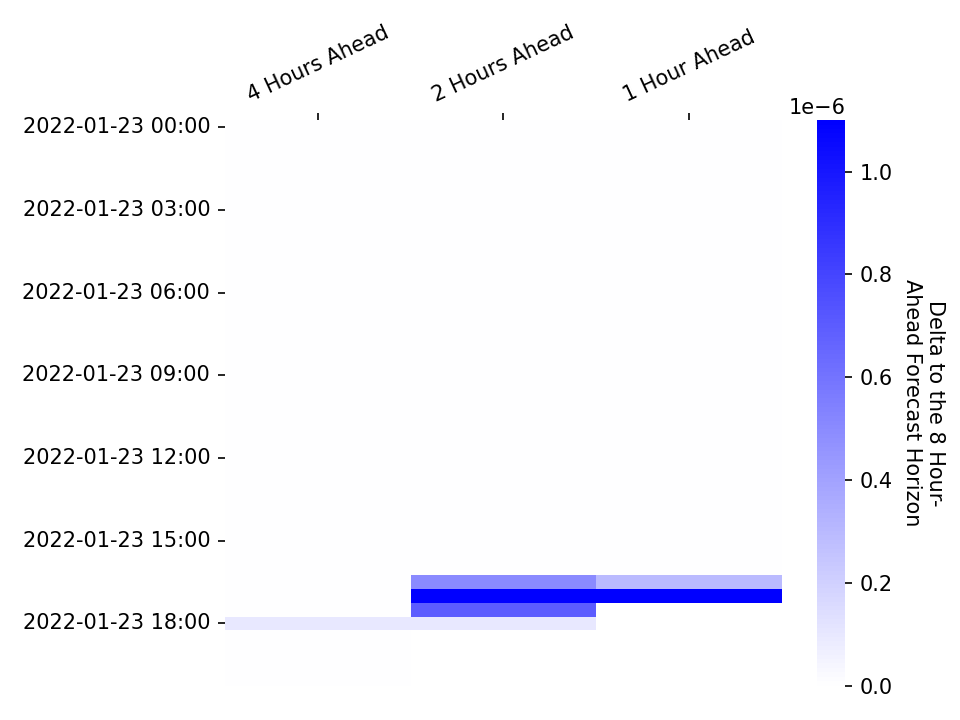 4 Hours Ahead
2 Hours Ahead
1 Hour Ahead
1e−6
2022-01-23 00:00
2022-01-23 03:00
2022-01-23 06:00
2022-01-23 09:00
2022-01-23 12:00
2022-01-23 15:00
2022-01-23 18:00
1.0
0.8
0.6
0.4
0.2
0.0
Delta to the 8 Hour-
Ahead Forecast Horizon